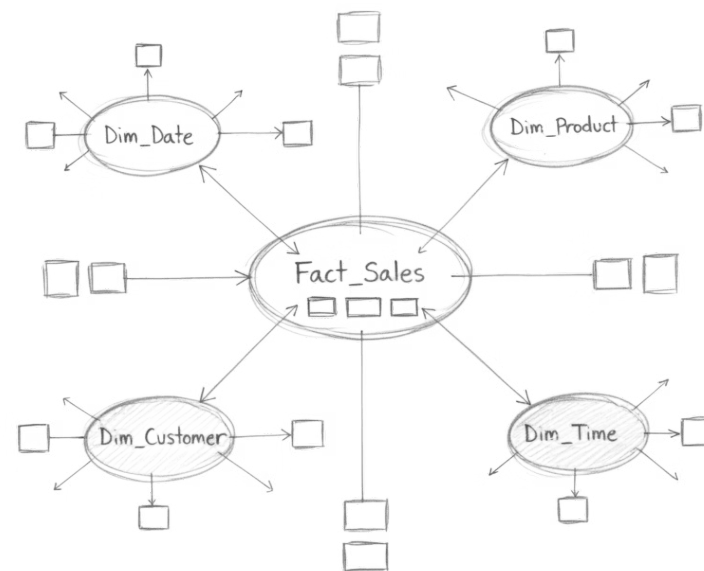 Dim_Date
Dim_Product
Fact_Sales
Dim_Customer
Dim_Time